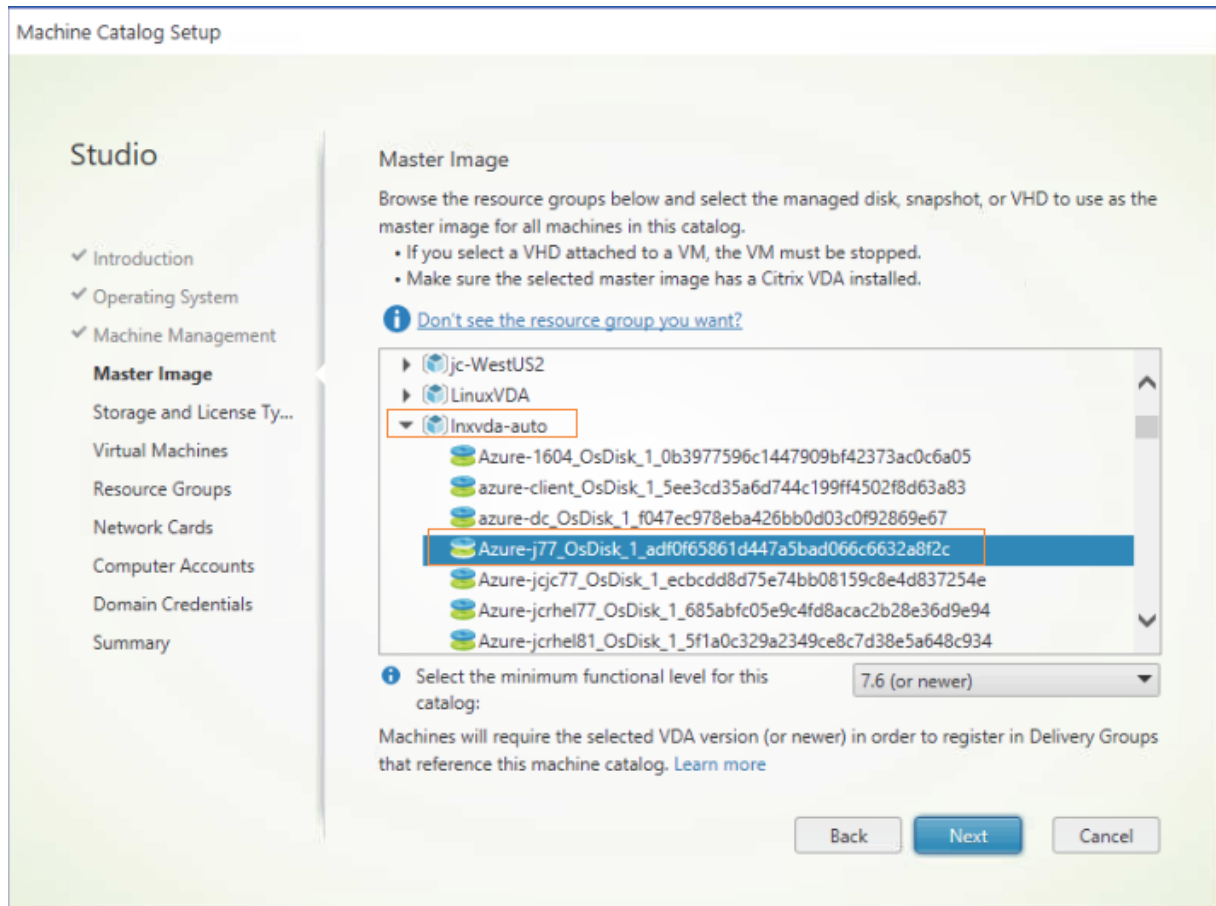 Machine Catalog Setup
Studio
✓ Introduction
✓ Operating System
✓ Machine Management
Master Image
Storage and License Ty...
Virtual Machines
Resource Groups
Network Cards
Computer Accounts
Domain Credentials
Summary
Master Image
Browse the resource groups below and select the managed disk, snapshot, or VHD to use as the
master image for all machines in this catalog.
• If you select a VHD attached to a VM, the VM must be stopped.
• Make sure the selected master image has a Citrix VDA installed.
Don't see the resource group you want?
jc-WestUS2
LinuxVDA
lnxvda-auto
Azure-1604_OsDisk_1_0b3977596c1447909bf42373ac0c6a05
azure-client_OsDisk_1_5ee3cd35a6d744c199ff4502f8d63a83
azure-dc_OsDisk_1_f047ec978eba426bb0d03c0f92869e67
Azure-j77_OsDisk_1_adf0f65861d447a5bad066c6632a8f2c
Azure-jcjc77_OsDisk_1_ecbcdd8d75e74bb08159c8e4d837254e
Azure-jcrhel77_OsDisk_1_685abfc05e9c4fd8acac2b28e36d9e94
Azure-jcrhel81_OsDisk_1_5f1a0c329a2349ce8c7d38e5a648c934
Select the minimum functional level for this
catalog:
7.6 (or newer)
Machines will require the selected VDA version (or newer) in order to register in Delivery Groups
that reference this machine catalog. Learn more
Back
Next
Cancel